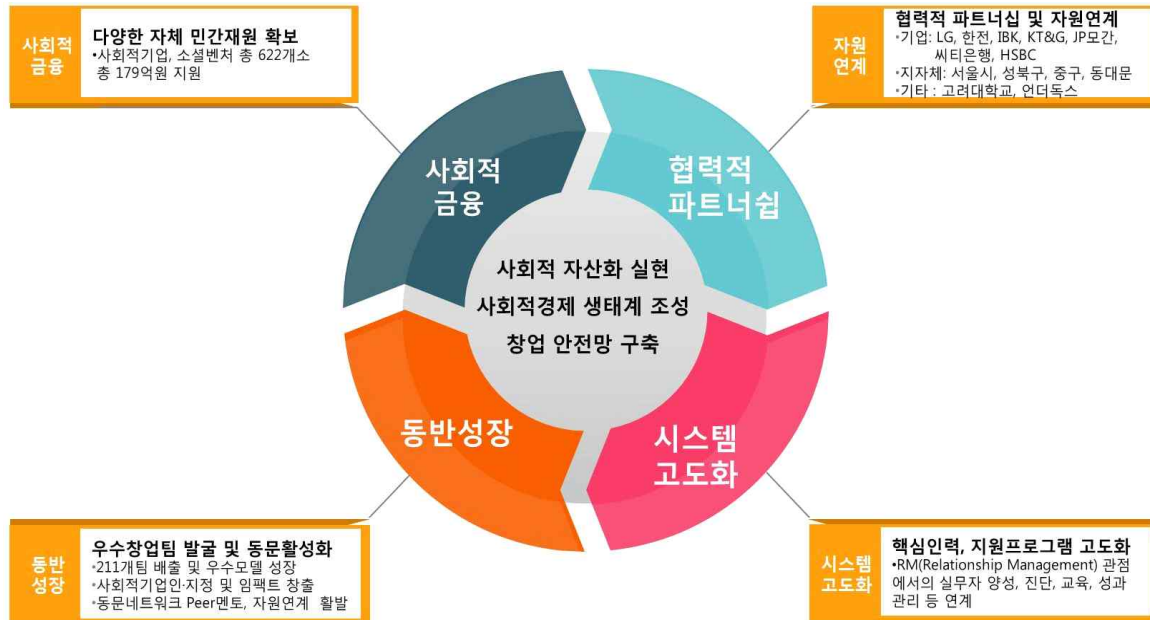 사회적
금융
다양한 자체 민간재원 확보
•사회적기업, 소셜벤처 총 622개소
총 179억원 지원
자원
연계
협력적 파트너십 및 자원연계
•기업: LG, 한전, IBK, KT&G, JP모간,
씨티은행, HSBC
•지자체: 서울시, 성북구, 중구, 동대문
•기타 : 고려대학교, 언더독스
사회적
금융
협력적
파트너쉽
사회적 자산화 실현
사회적경제 생태계 조성
창업 안전망 구축
동반성장
시스템
고도화
동반
성장
우수창업팀 발굴 및 동문활성화
•211개팀 배출 및 우수모델 성장
•사회적기업인·지정 및 임팩트 창출
•동문네트워크 Peer멘토, 자원연계 활발
시스템
고도화
핵심인력, 지원프로그램 고도화
•RM(Relationship Management) 관점
에서의 실무자 양성, 진단, 교육, 성과
관리 등 연계